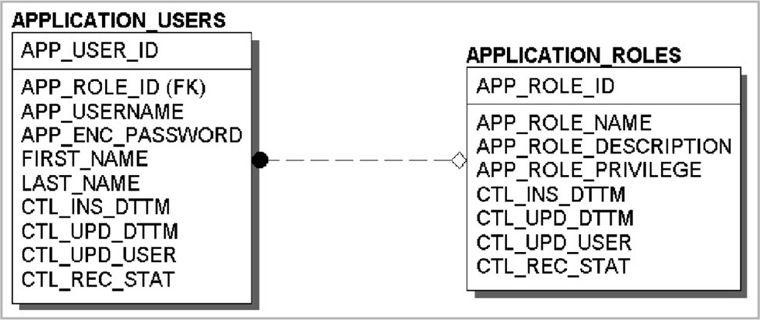 APPLICATION_USERS
APP_USER_ID
APP_ROLE_ID (FK)
APP_USERNAME
APP_ENC_PASSWORD
FIRST_NAME
LAST_NAME
CTL_INS_DTTM
CTL_UPD_DTTM
CTL_UPD_USER
CTL_REC_STAT
APPLICATION_ROLES
APP_ROLE_ID
APP_ROLE_NAME
APP_ROLE_DESCRIPTION
APP_ROLE_PRIVILEGE
CTL_INS_DTTM
CTL_UPD_DTTM
CTL_UPD_USER
CTL_REC_STAT